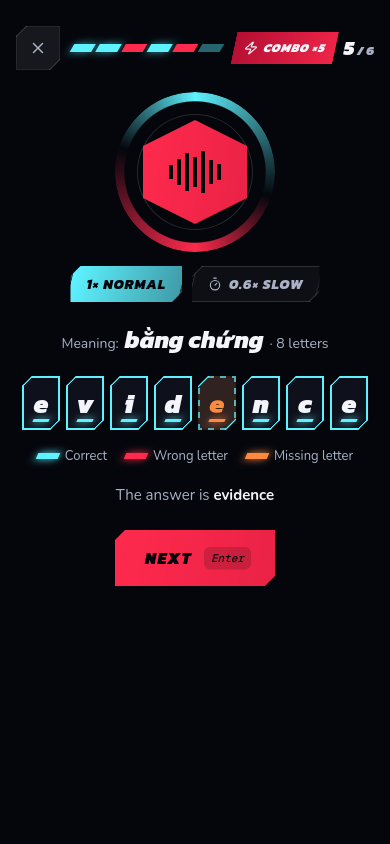 COMBO ×5 5 / 6
1× NORMAL 0.6× SLOW
Meaning: bằng chứng · 8 letters
e v i d e n c e
Correct Wrong letter Missing letter
The answer is evidence
NEXT Enter